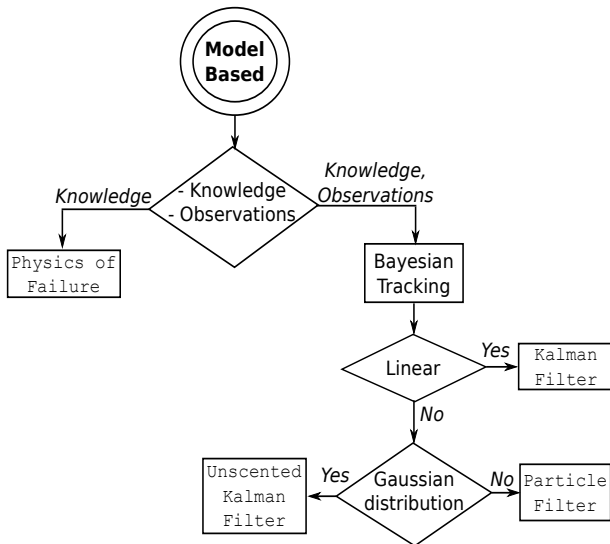 Model
Based
Knowledge
- Knowledge
- Observations
Knowledge,
Observations
Physics of
Failure
Bayesian
Tracking
Linear
Yes
Kalman
Filter
No
Unscented
Kalman
Filter
Yes
Gaussian
distribution
No
Particle
Filter